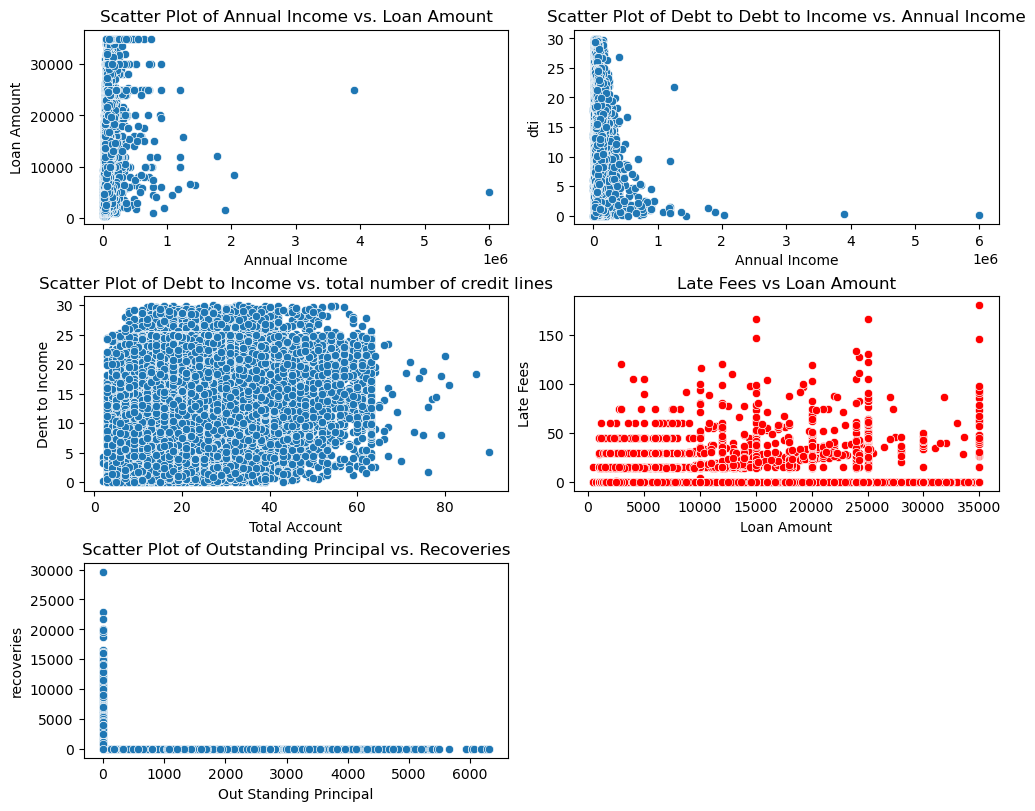 Scatter Plot of Annual Income vs. Loan Amount
Loan Amount
30000
20000
10000
0
0 1 2 3 4 5 6
1e6
Annual Income
Scatter Plot of Debt to Debt to Income vs. Annual Income
dti
30
25
20
15
10
5
0
0 1 2 3 4 5 6
1e6
Annual Income
Scatter Plot of Debt to Income vs. total number of credit lines
Dent to Income
30
25
20
15
10
5
0
0 20 40 60 80
Total Account
Late Fees vs Loan Amount
Late Fees
150
100
50
0
0 5000 10000 15000 20000 25000 30000 35000
Loan Amount
Scatter Plot of Outstanding Principal vs. Recoveries
recoveries
30000
25000
20000
15000
10000
5000
0
0 1000 2000 3000 4000 5000 6000
Out Standing Principal